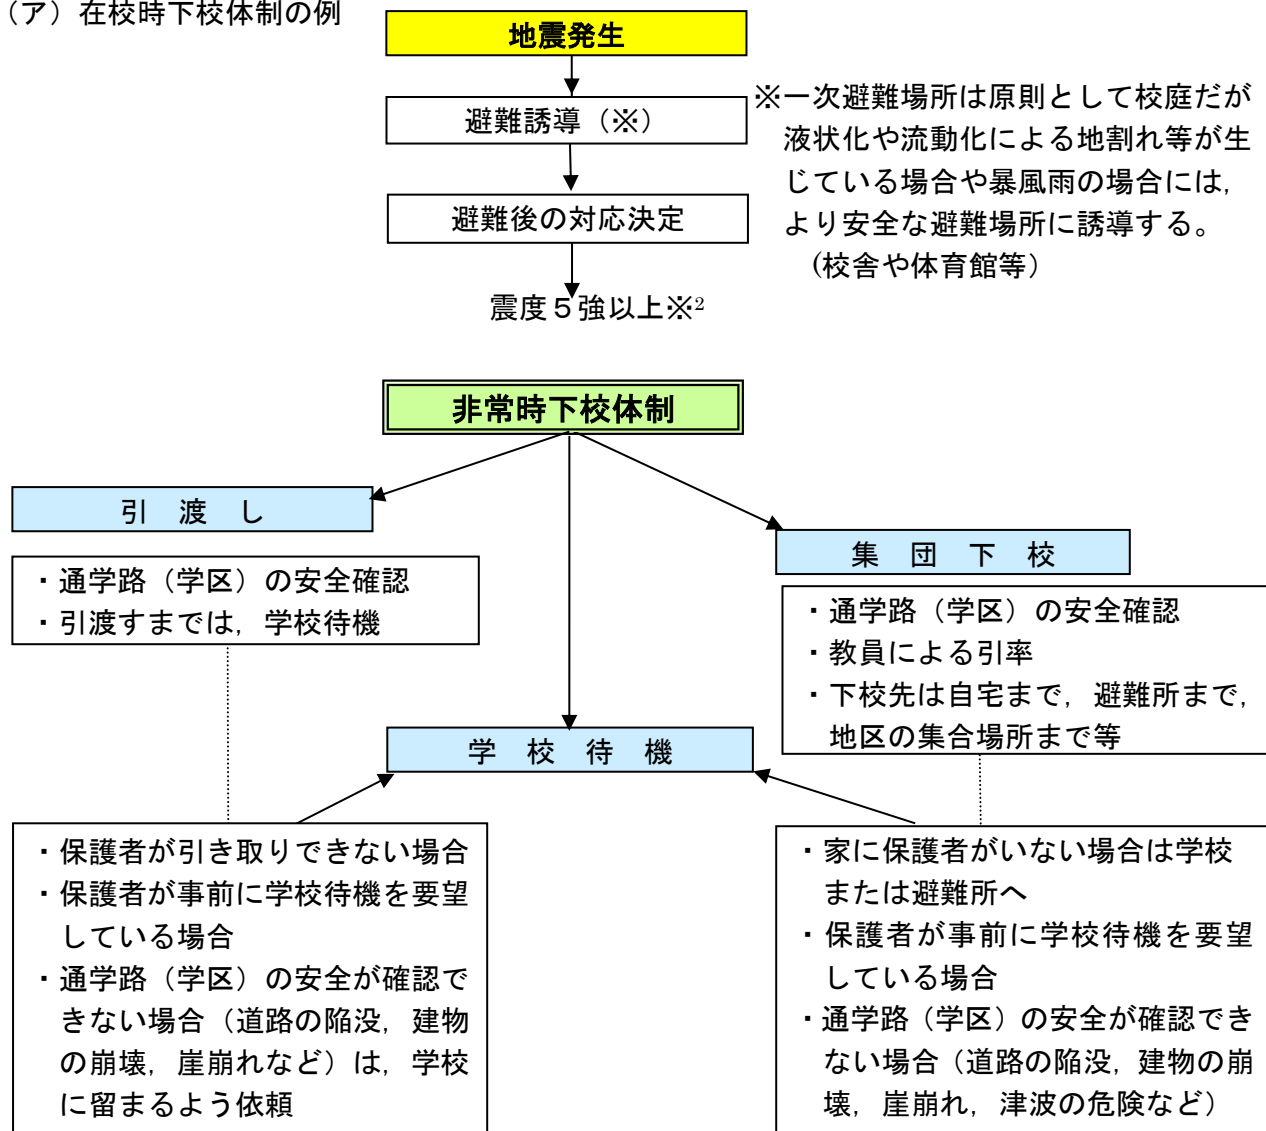 （ア）在校時下校体制の例
地震発生
避難誘導（※）
※一次避難場所は原則として校庭だが
液状化や流動化による地割れ等が生
じている場合や暴風雨の場合には，
より安全な避難場所に誘導する。
(校舎や体育館等）
避難後の対応決定
震度５強以上※2
非常時下校体制
引　渡　し
・通学路（学区）の安全確認
・引渡すまでは，学校待機
集　団　下　校
・通学路（学区）の安全確認
・教員による引率
・下校先は自宅まで，避難所まで，
地区の集合場所まで等
学　校　待　機
・保護者が引き取りできない場合
・保護者が事前に学校待機を要望
している場合
・通学路（学区）の安全が確認で
きない場合（道路の陥没，建物
の崩壊，崖崩れなど）は，学校
に留まるよう依頼
・家に保護者がいない場合は学校
または避難所へ
・保護者が事前に学校待機を要望
している場合
・通学路（学区）の安全が確認でき
ない場合（道路の陥没，建物の崩
壊，崖崩れ，津波の危険など）